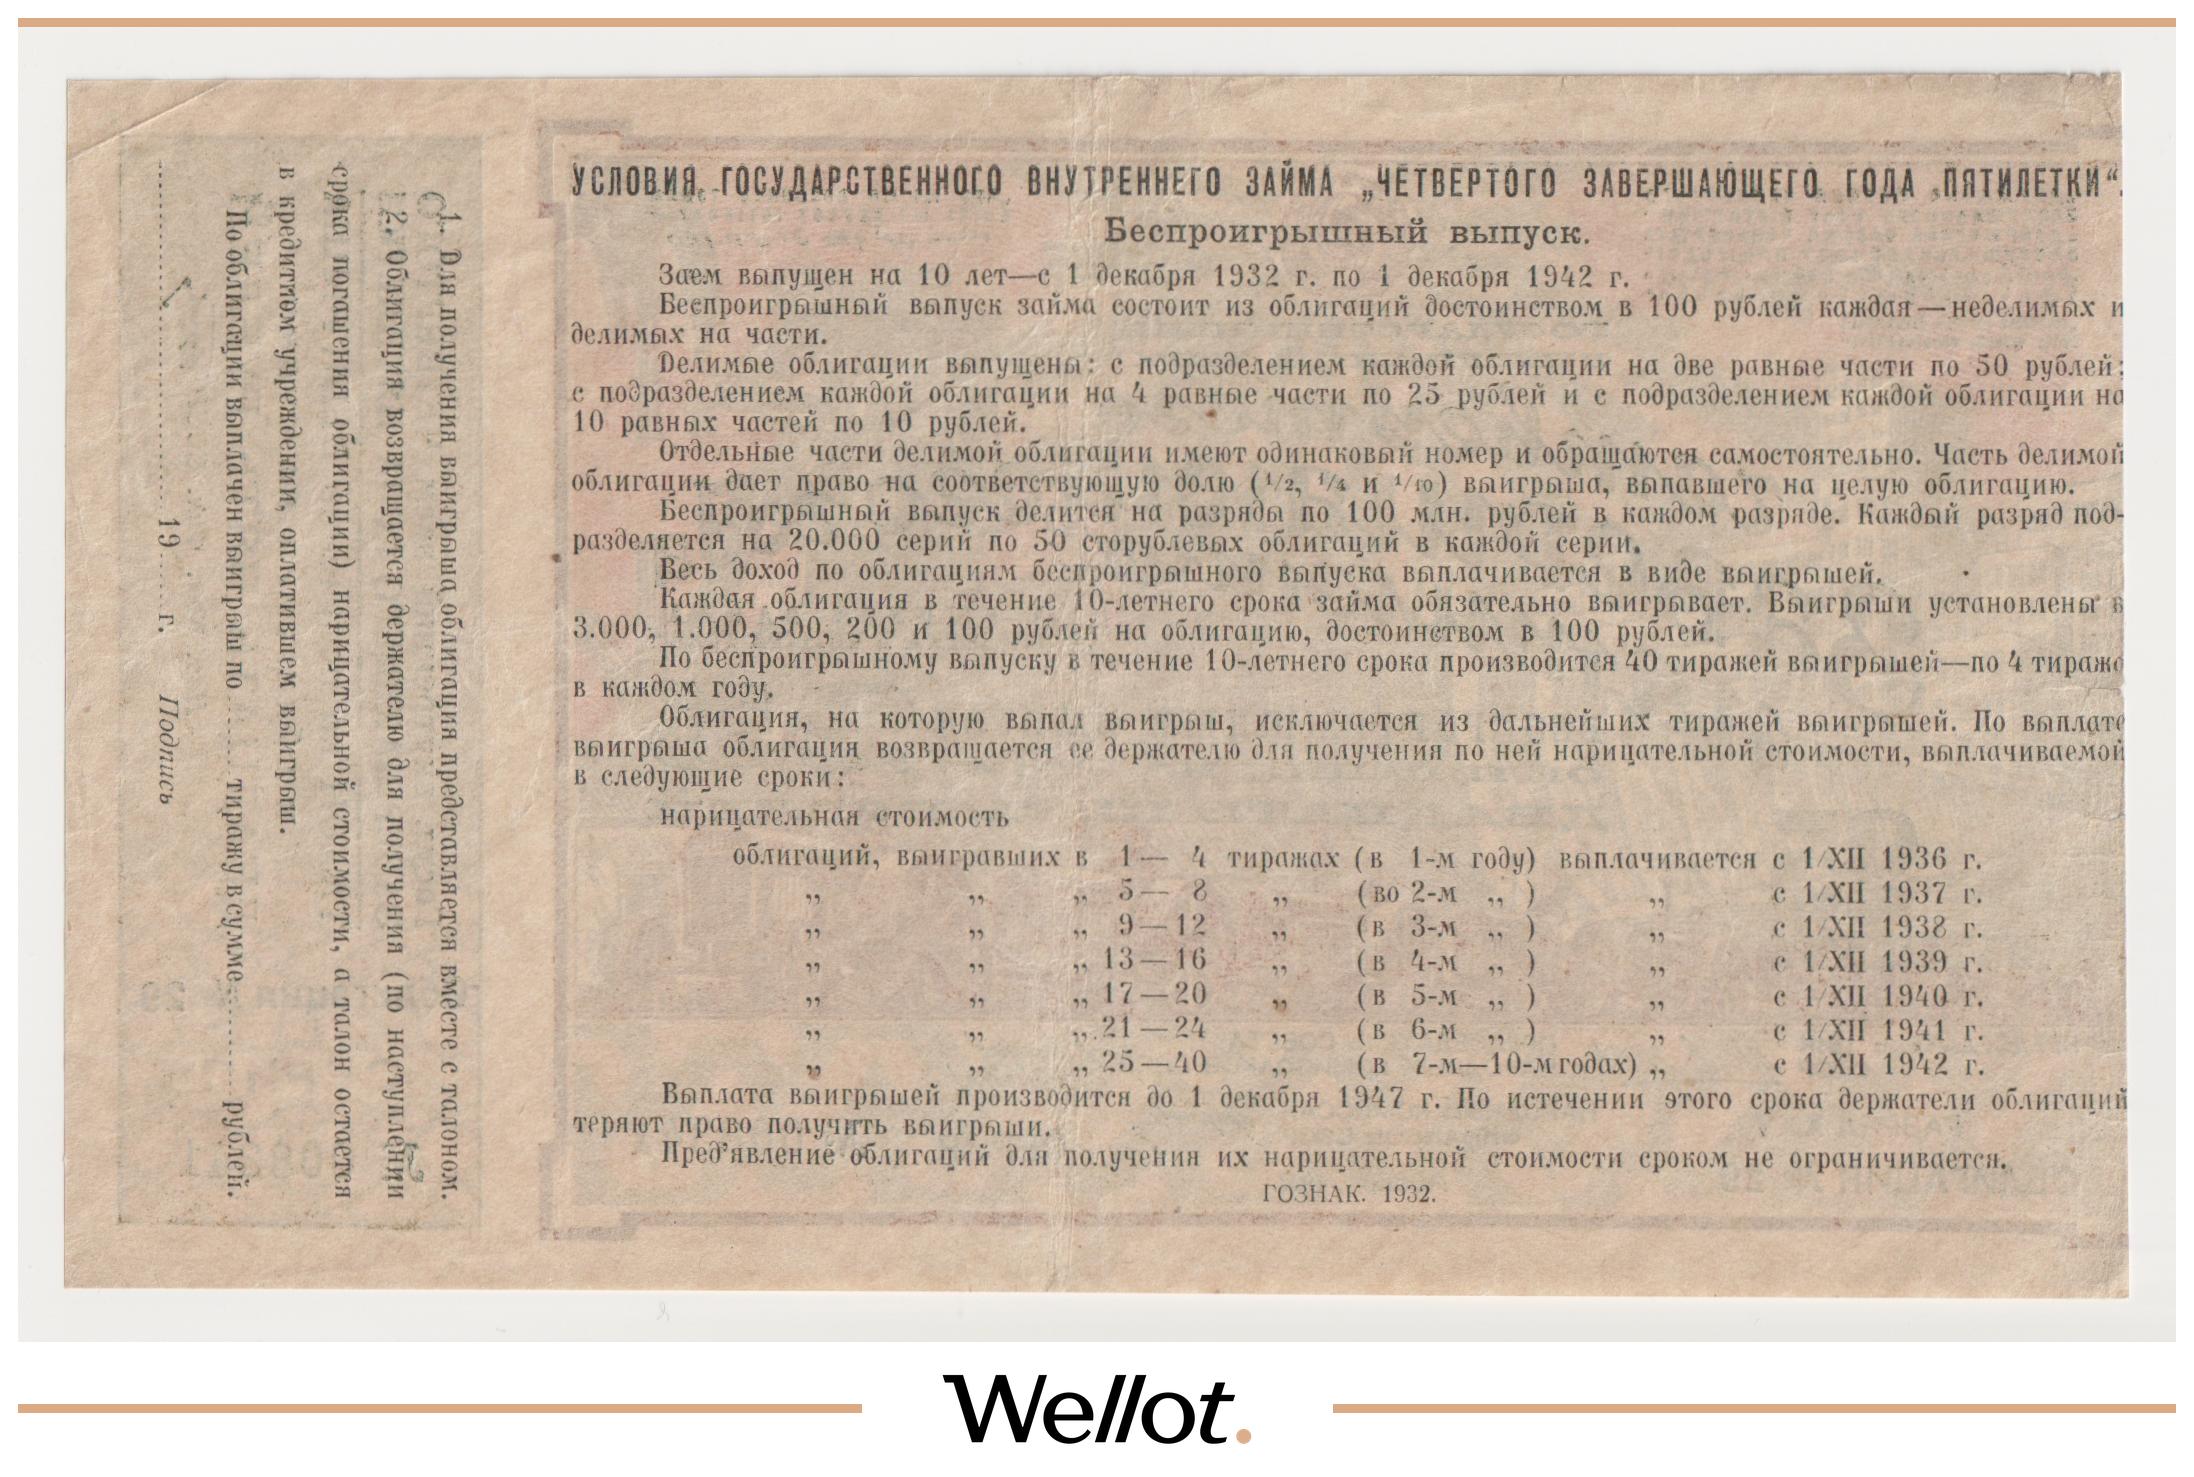 1. Для получения выигрыша облигация представляется вместе с талоном.
2. Облигация возвращается держателю для получения (по наступлении
срока погашения облигации) нарицательной стоимости, а талон остается
в кредитном учреждении, оплатившем выигрыш.
По облигации выплачен выигрыш по ........ тиражу в сумме ............ рублей.
........................ 19 ..... г. Подпись
УСЛОВИЯ ГОСУДАРСТВЕННОГО ВНУТРЕННЕГО ЗАЙМА „ЧЕТВЕРТОГО ЗАВЕРШАЮЩЕГО ГОДА ПЯТИЛЕТКИ“.
Беспроигрышный выпуск.
Заем выпущен на 10 лет—с 1 декабря 1932 г. по 1 декабря 1942 г.
Беспроигрышный выпуск займа состоит из облигаций достоинством в 100 рублей каждая—неделимых и
делимых на части.
Делимые облигации выпущены: с подразделением каждой облигации на две равные части по 50 рублей;
с подразделением каждой облигации на 4 равные части по 25 рублей и с подразделением каждой облигации на
10 равных частей по 10 рублей.
Отдельные части делимой облигации имеют одинаковый номер и обращаются самостоятельно. Часть делимой
облигации дает право на соответствующую долю (1/2, 1/4 и 1/10) выигрыша, выпавшего на целую облигацию.
Беспроигрышный выпуск делится на разряды по 100 млн. рублей в каждом разряде. Каждый разряд под-
разделяется на 20.000 серий по 50 сторублевых облигаций в каждой серии.
Весь доход по облигациям беспроигрышного выпуска выплачивается в виде выигрышей.
Каждая облигация в течение 10-летнего срока займа обязательно выигрывает. Выигрыши установлены в
3.000, 1.000, 500, 200 и 100 рублей на облигацию, достоинством в 100 рублей.
По беспроигрышному выпуску в течение 10-летнего срока производится 40 тиражей выигрышей—по 4 тиража
в каждом году.
Облигация, на которую выпал выигрыш, исключается из дальнейших тиражей выигрышей. По выплате
выигрыша облигация возвращается ее держателю для получения по ней нарицательной стоимости, выплачиваемой
в следующие сроки:
нарицательная стоимость
облигаций, выигравших в 1— 4 тиражах (в 1-м году) выплачивается с 1/XII 1936 г.
„ „ „ 5— 8 „ (во 2-м „ ) „ с 1/XII 1937 г.
„ „ „ 9—12 „ (в 3-м „ ) „ с 1/XII 1938 г.
„ „ „ 13—16 „ (в 4-м „ ) „ с 1/XII 1939 г.
„ „ „ 17—20 „ (в 5-м „ ) „ с 1/XII 1940 г.
„ „ „ 21—24 „ (в 6-м „ ) „ с 1/XII 1941 г.
„ „ „ 25—40 „ (в 7-м—10-м годах) „ с 1/XII 1942 г.
Выплата выигрышей производится до 1 декабря 1947 г. По истечении этого срока держатели облигаций
теряют право получить выигрыши.
Пред’явление облигаций для получения их нарицательной стоимости сроком не ограничивается.
ГОЗНАК. 1932.
Wellot.